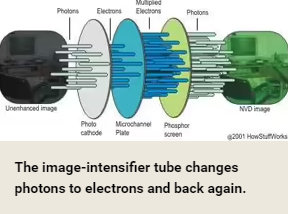 Multiplied
Photons Electrons Electrons Photons
Unenhanced image
NVD image
Photo Microchannel Phosphor
cathode Plate screen
@2001 HowStuffWorks
The image-intensifier tube changes
photons to electrons and back again.